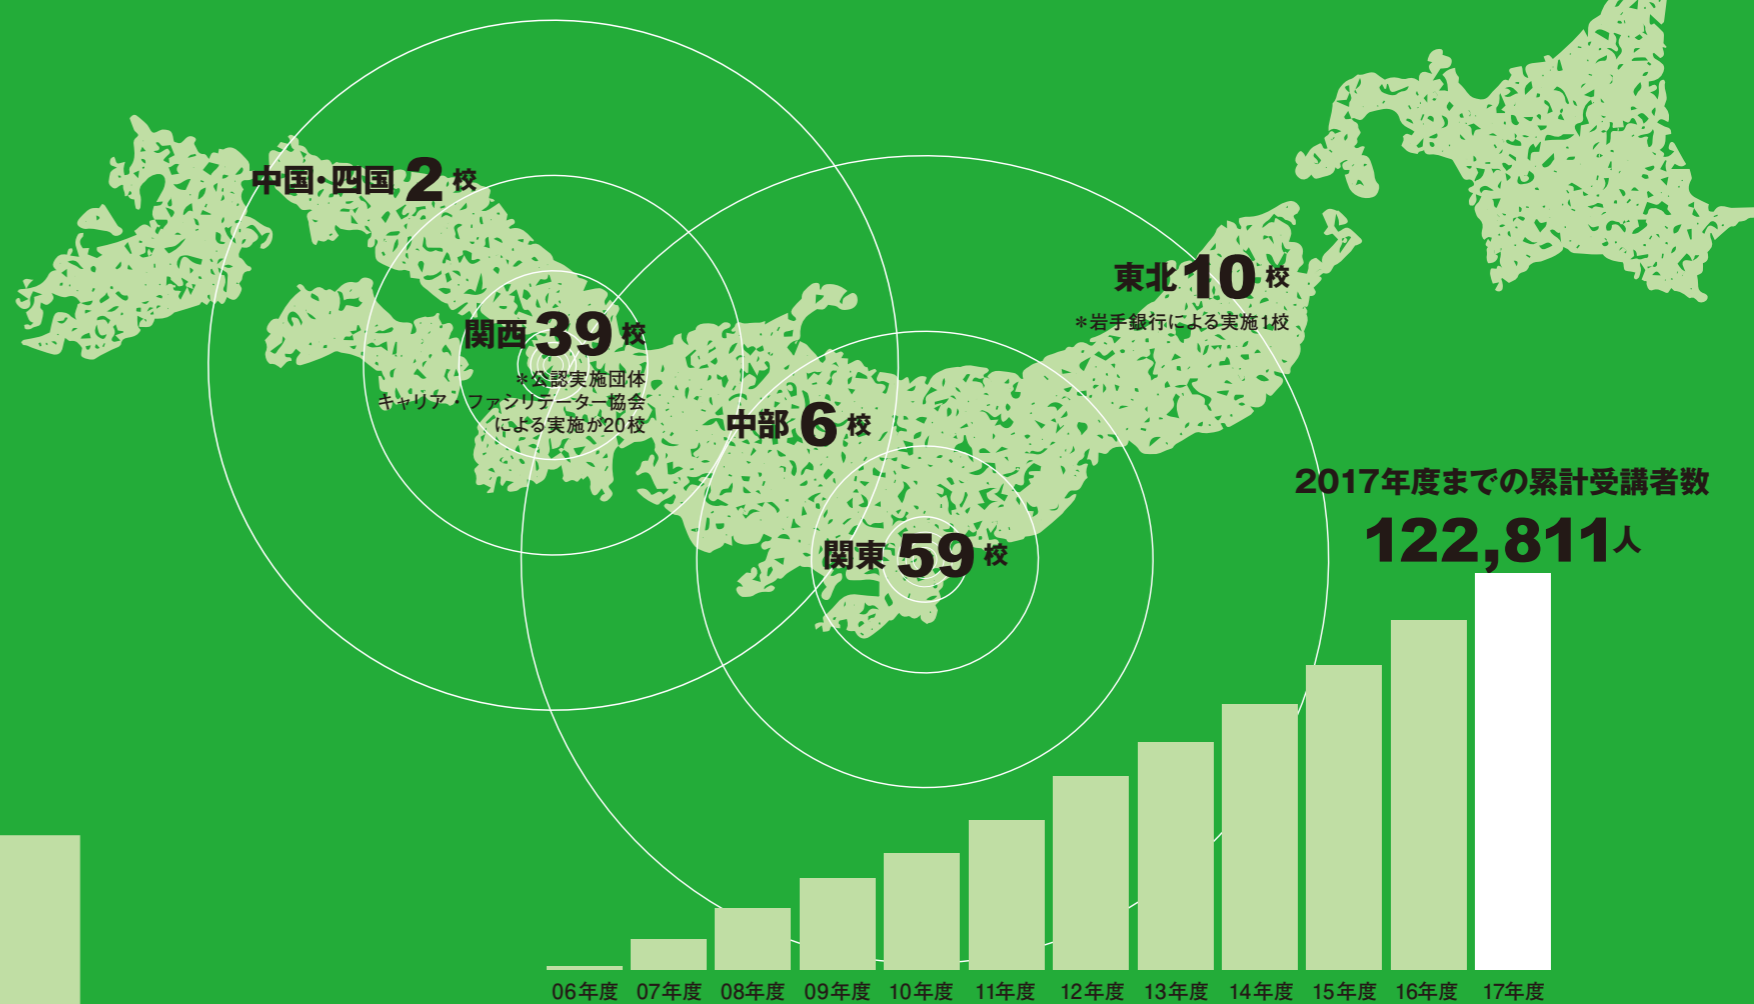 中国・四国 2 校
関西 39 校
＊公認実施団体
キャリア・ファシリテーター協会
による実施が20校
中部 6 校
東北 10 校
＊岩手銀行による実施1校
関東 59 校
2017年度までの累計受講者数
122,811人
06年度 07年度 08年度 09年度 10年度 11年度 12年度 13年度 14年度 15年度 16年度 17年度